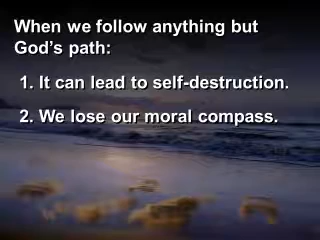 When we follow anything but
God's path:
1. It can lead to self-destruction.
2. We lose our moral compass.